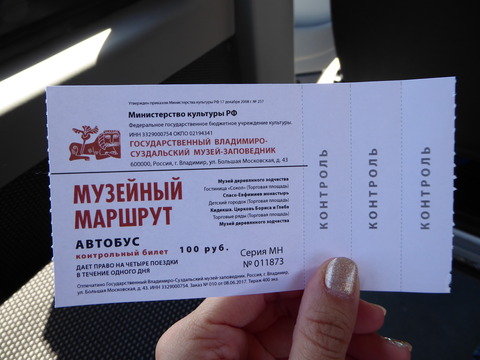 Утвержден приказом Министерства культуры РФ 17 декабря 2008 г. № 257
Министерство культуры РФ
Федеральное государственное бюджетное учреждение культуры.
ИНН 3329000754 ОКПО 02194341
ГОСУДАРСТВЕННЫЙ ВЛАДИМИРО-
СУЗДАЛЬСКИЙ МУЗЕЙ-ЗАПОВЕДНИК
600000, Россия, г. Владимир, ул. Большая Московская, д. 43
МУЗЕЙНЫЙ
МАРШРУТ
АВТОБУС
контрольный билет 100 руб.
ДАЕТ ПРАВО НА ЧЕТЫРЕ ПОЕЗДКИ
В ТЕЧЕНИЕ ОДНОГО ДНЯ
Музей деревянного зодчества
Гостиница «Сокол» (Торговая площадь)
Спасо-Евфимиев монастырь
Детский городок (Торговая площадь)
Кидекша. Церковь Бориса и Глеба
Торговые ряды (Торговая площадь)
Музей деревянного зодчества
Серия МН
№ 011873
Отпечатано Государственный Владимиро-Суздальский музей-заповедник. Россия, г. Владимир,
ул. Большая Московская, д. 43. ИНН 3329000754. Заказ № 010 от 08.06.2017. Тираж 400 экз.
КОНТРОЛЬ
КОНТРОЛЬ
КОНТРОЛЬ